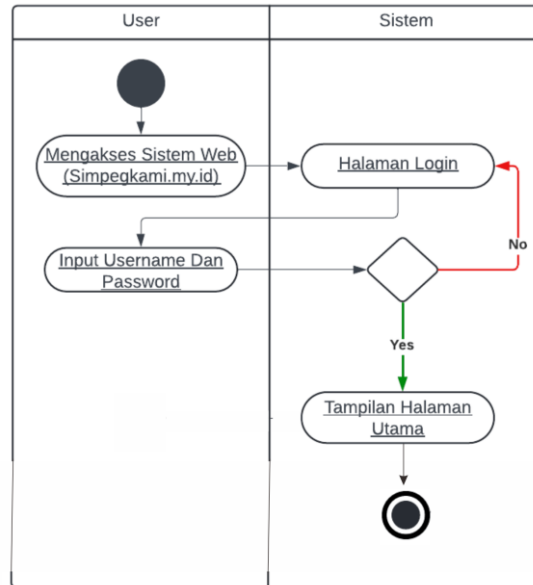 User
Sistem
Mengakses Sistem Web
(Simpegkami.my.id)
Halaman Login
Input Username Dan
Password
No
Yes
Tampilan Halaman
Utama